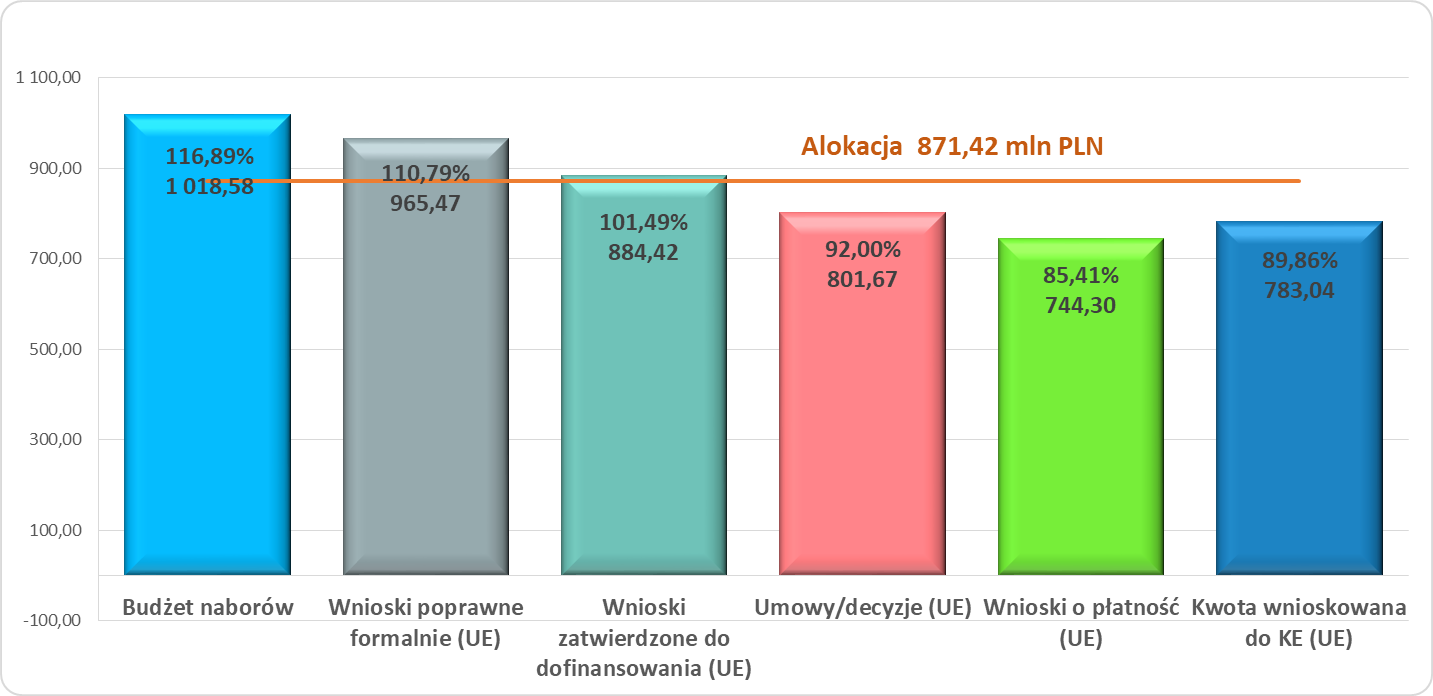 1 100,00
900,00
700,00
500,00
300,00
100,00
-100,00
Alokacja  871,42 mln PLN
116,89%
1 018,58
110,79%
965,47
101,49%
884,42
92,00%
801,67
85,41%
744,30
89,86%
783,04
Budżet naborów
Wnioski poprawne
formalnie (UE)
Wnioski
zatwierdzone do
dofinansowania (UE)
Umowy/decyzje (UE)
Wnioski o płatność
(UE)
Kwota wnioskowana
do KE (UE)